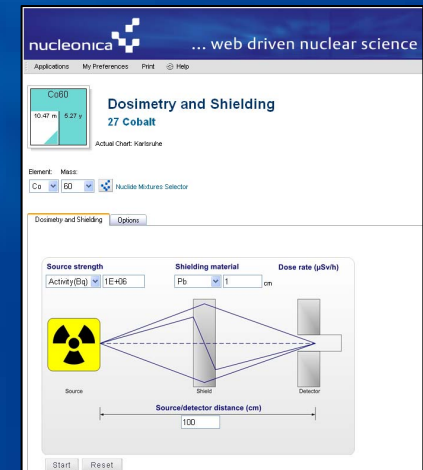 nucleonica
... web driven nuclear science
Applications My Preferences Print Help
Co60
10.47 m 5.27 y
Dosimetry and Shielding
27 Cobalt
Actual Chart: Karlsruhe
Element: Mass:
Co 60 Nuclide Mixtures Selector
Dosimetry and Shielding Options
Source strength Shielding material Dose rate (µSv/h)
Activity(Bq) 1E+06 Pb 1 cm
Source Shield Detector
Source/detector distance (cm)
100
Start Reset